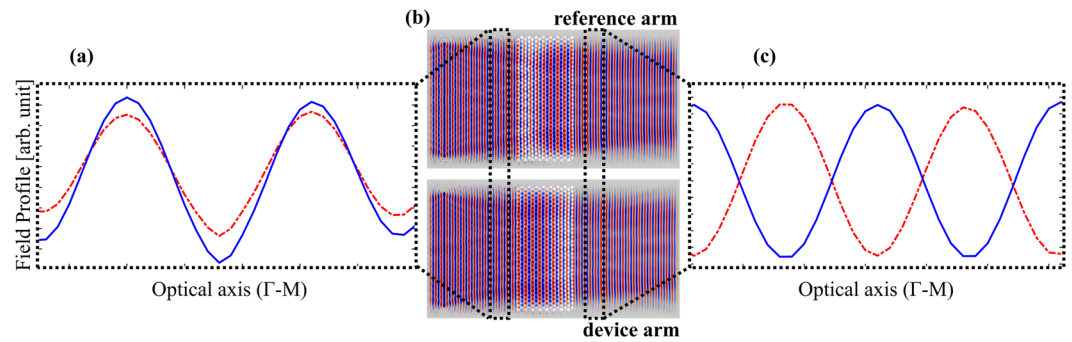 (a)
(b)
reference arm
(c)
Field Profile [arb. unit]
Optical axis (Γ-M)
Optical axis (Γ-M)
device arm